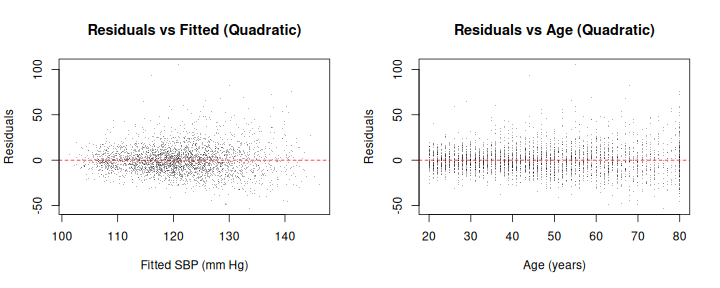 Residuals vs Fitted (Quadratic)
Residuals
100
50
0
-50
100 110 120 130 140
Fitted SBP (mm Hg)
Residuals vs Age (Quadratic)
Residuals
100
50
0
-50
20 30 40 50 60 70 80
Age (years)